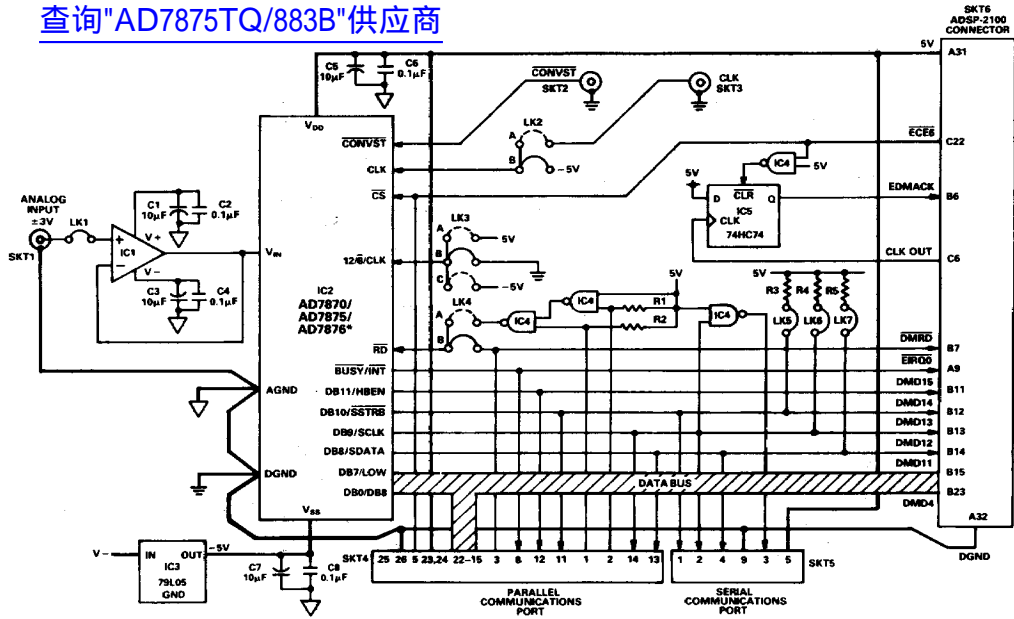 查询"AD7875TQ/883B"供应商
SKT6
ADSP-2100
CONNECTOR
5V
A31
C5
10μF
C6
0.1μF
CONVST
SKT2
CLK
SKT3
VDD
CONVST
CLK
CS
LK2
A
B
-5V
ECE6
C22
IC4
5V
5V
D
CLR
Q
IC5
CLK
74HC74
EDMACK
B6
CLK OUT
C6
ANALOG
INPUT
±3V
SKT1
LK1
C1
10μF
C2
0.1μF
V+
IC1
V-
C3
10μF
C4
0.1μF
VIN
IC2
AD7870/
AD7875/
AD7876*
12/8/CLK
LK3
A
5V
B
C
-5V
LK4
A
B
IC4
IC4
R1
R2
5V
IC4
5V
R3
R4
R5
LK5
LK6
LK7
RD
DMRD
B7
BUSY/INT
EIRQ0
A9
AGND
DB11/HBEN
DMD15
B11
DB10/SSTRB
DMD14
B12
DB9/SCLK
DMD13
B13
DB8/SDATA
DMD12
B14
DGND
DB7/LOW
DMD11
B15
DATA BUS
DB0/DB8
B23
DMD4
VSS
A32
DGND
V-
IN
OUT
-5V
IC3
79L05
GND
C7
10μF
C8
0.1μF
SKT4
25 26 5 23,24 22-15 3 8 12 11 1 2 14 13
1 2 4 9 3 5
SKT5
PARALLEL
COMMUNICATIONS
PORT
SERIAL
COMMUNICATIONS
PORT